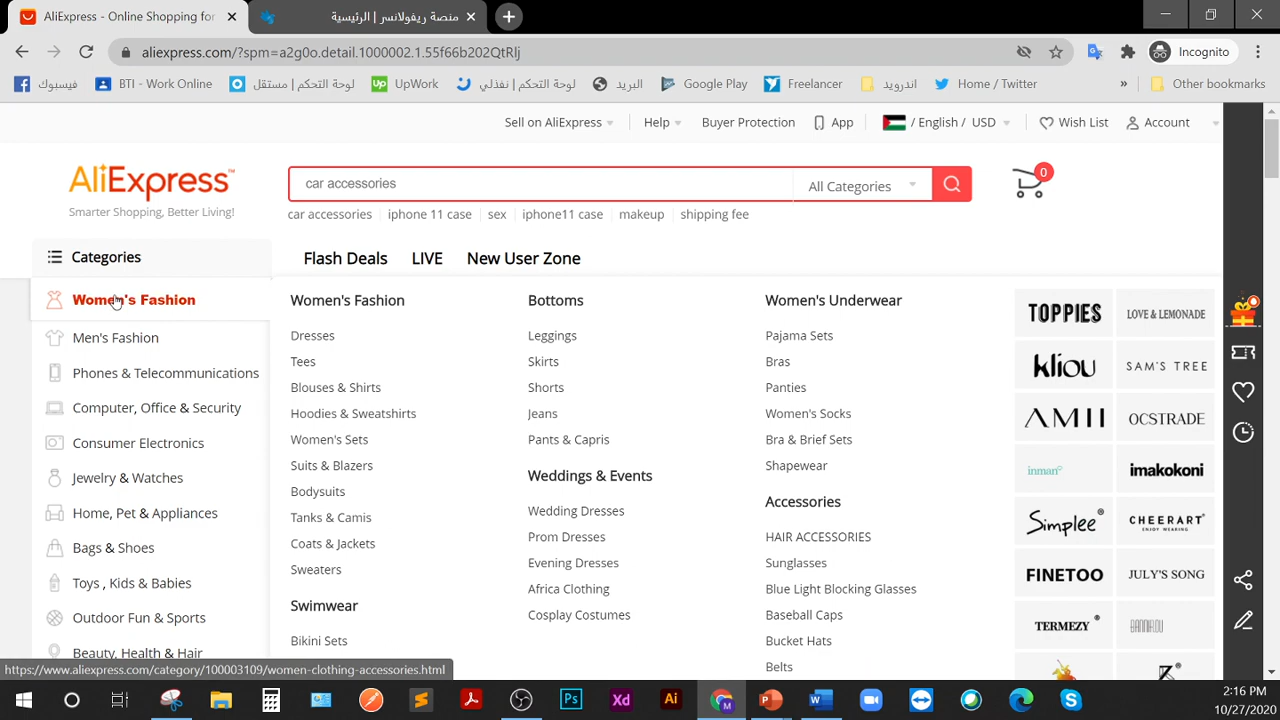 AliExpress - Online Shopping for
منصة ريفولانسر | الرئيسية
aliexpress.com/?spm=a2g0o.detail.1000002.1.55f66b202QtRlj
Incognito
فيسبوك
BTI - Work Online
لوحة التحكم | مستقل
UpWork
لوحة التحكم | نفذلي
البريد
Google Play
Freelancer
اندرويد
Home / Twitter
»
Other bookmarks
Sell on AliExpress
Help
Buyer Protection
App
/ English / USD
Wish List
Account
AliExpress™
Smarter Shopping, Better Living!
car accessories
All Categories
0
car accessories
iphone 11 case
sex
iphone11 case
makeup
shipping fee
Categories
Flash Deals
LIVE
New User Zone
Women's Fashion
Men's Fashion
Phones & Telecommunications
Computer, Office & Security
Consumer Electronics
Jewelry & Watches
Home, Pet & Appliances
Bags & Shoes
Toys , Kids & Babies
Outdoor Fun & Sports
Beauty, Health & Hair
Women's Fashion
Dresses
Tees
Blouses & Shirts
Hoodies & Sweatshirts
Women's Sets
Suits & Blazers
Bodysuits
Tanks & Camis
Coats & Jackets
Sweaters
Swimwear
Bikini Sets
Bottoms
Leggings
Skirts
Shorts
Jeans
Pants & Capris
Weddings & Events
Wedding Dresses
Prom Dresses
Evening Dresses
Africa Clothing
Cosplay Costumes
Women's Underwear
Pajama Sets
Bras
Panties
Women's Socks
Bra & Brief Sets
Shapewear
Accessories
HAIR ACCESSORIES
Sunglasses
Blue Light Blocking Glasses
Baseball Caps
Bucket Hats
Belts
TOPPIES
LOVE & LEMONADE
kliou
SAM'S TREE
AMII
OCSTRADE
inman
imakokoni
Simplee®
CHEERART®
ENJOY WEARING
FINETOO
JULY'S SONG
TERMEZY®
https://www.aliexpress.com/category/100003109/women-clothing-accessories.html
Up
Ps
Xd
Ai
2:16 PM
10/27/2020